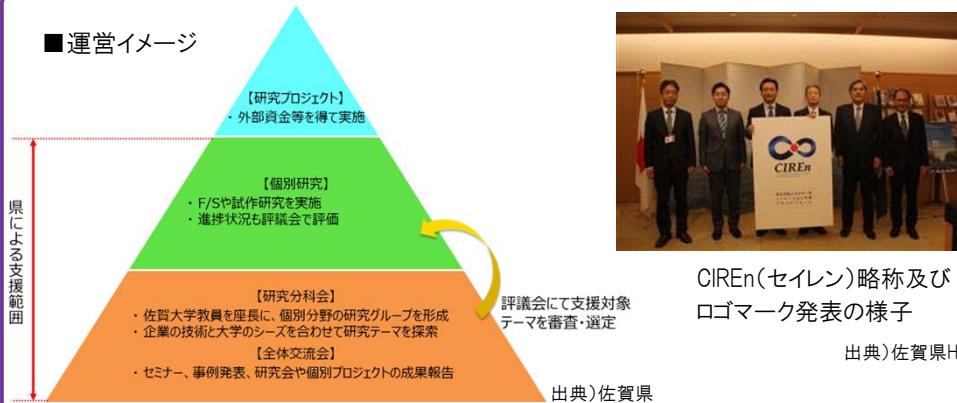 ■運営イメージ
【研究プロジェクト】
・外部資金等を得て実施
【個別研究】
・F/Sや試作研究を実施
・進捗状況も評議会で評価
県による支援範囲
【研究分科会】
・佐賀大学教員を座長に、個別分野の研究グループを形成
・企業の技術と大学のシーズを合わせて研究テーマを探索
【全体交流会】
・セミナー、事例発表、研究会や個別プロジェクトの成果報告
評議会にて支援対象
テーマを審査・選定
出典）佐賀県
CIREn
CIREn（セイレン）略称及び
ロゴマーク発表の様子
出典）佐賀県H